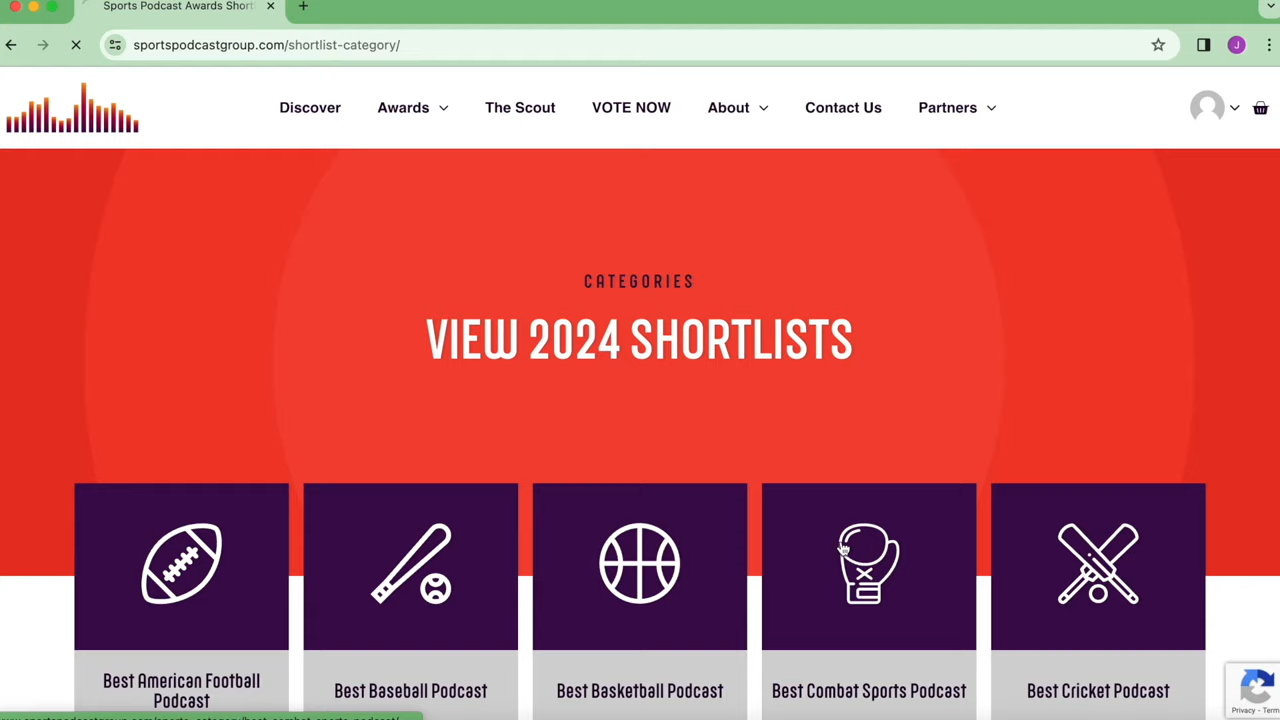 Sports Podcast Awards Short
sportspodcastgroup.com/shortlist-category/
J
Discover
Awards
The Scout
VOTE NOW
About
Contact Us
Partners
CATEGORIES
VIEW 2024 SHORTLISTS
Best American Football
Podcast
Best Baseball Podcast
Best Basketball Podcast
Best Combat Sports Podcast
Best Cricket Podcast
Privacy - Term